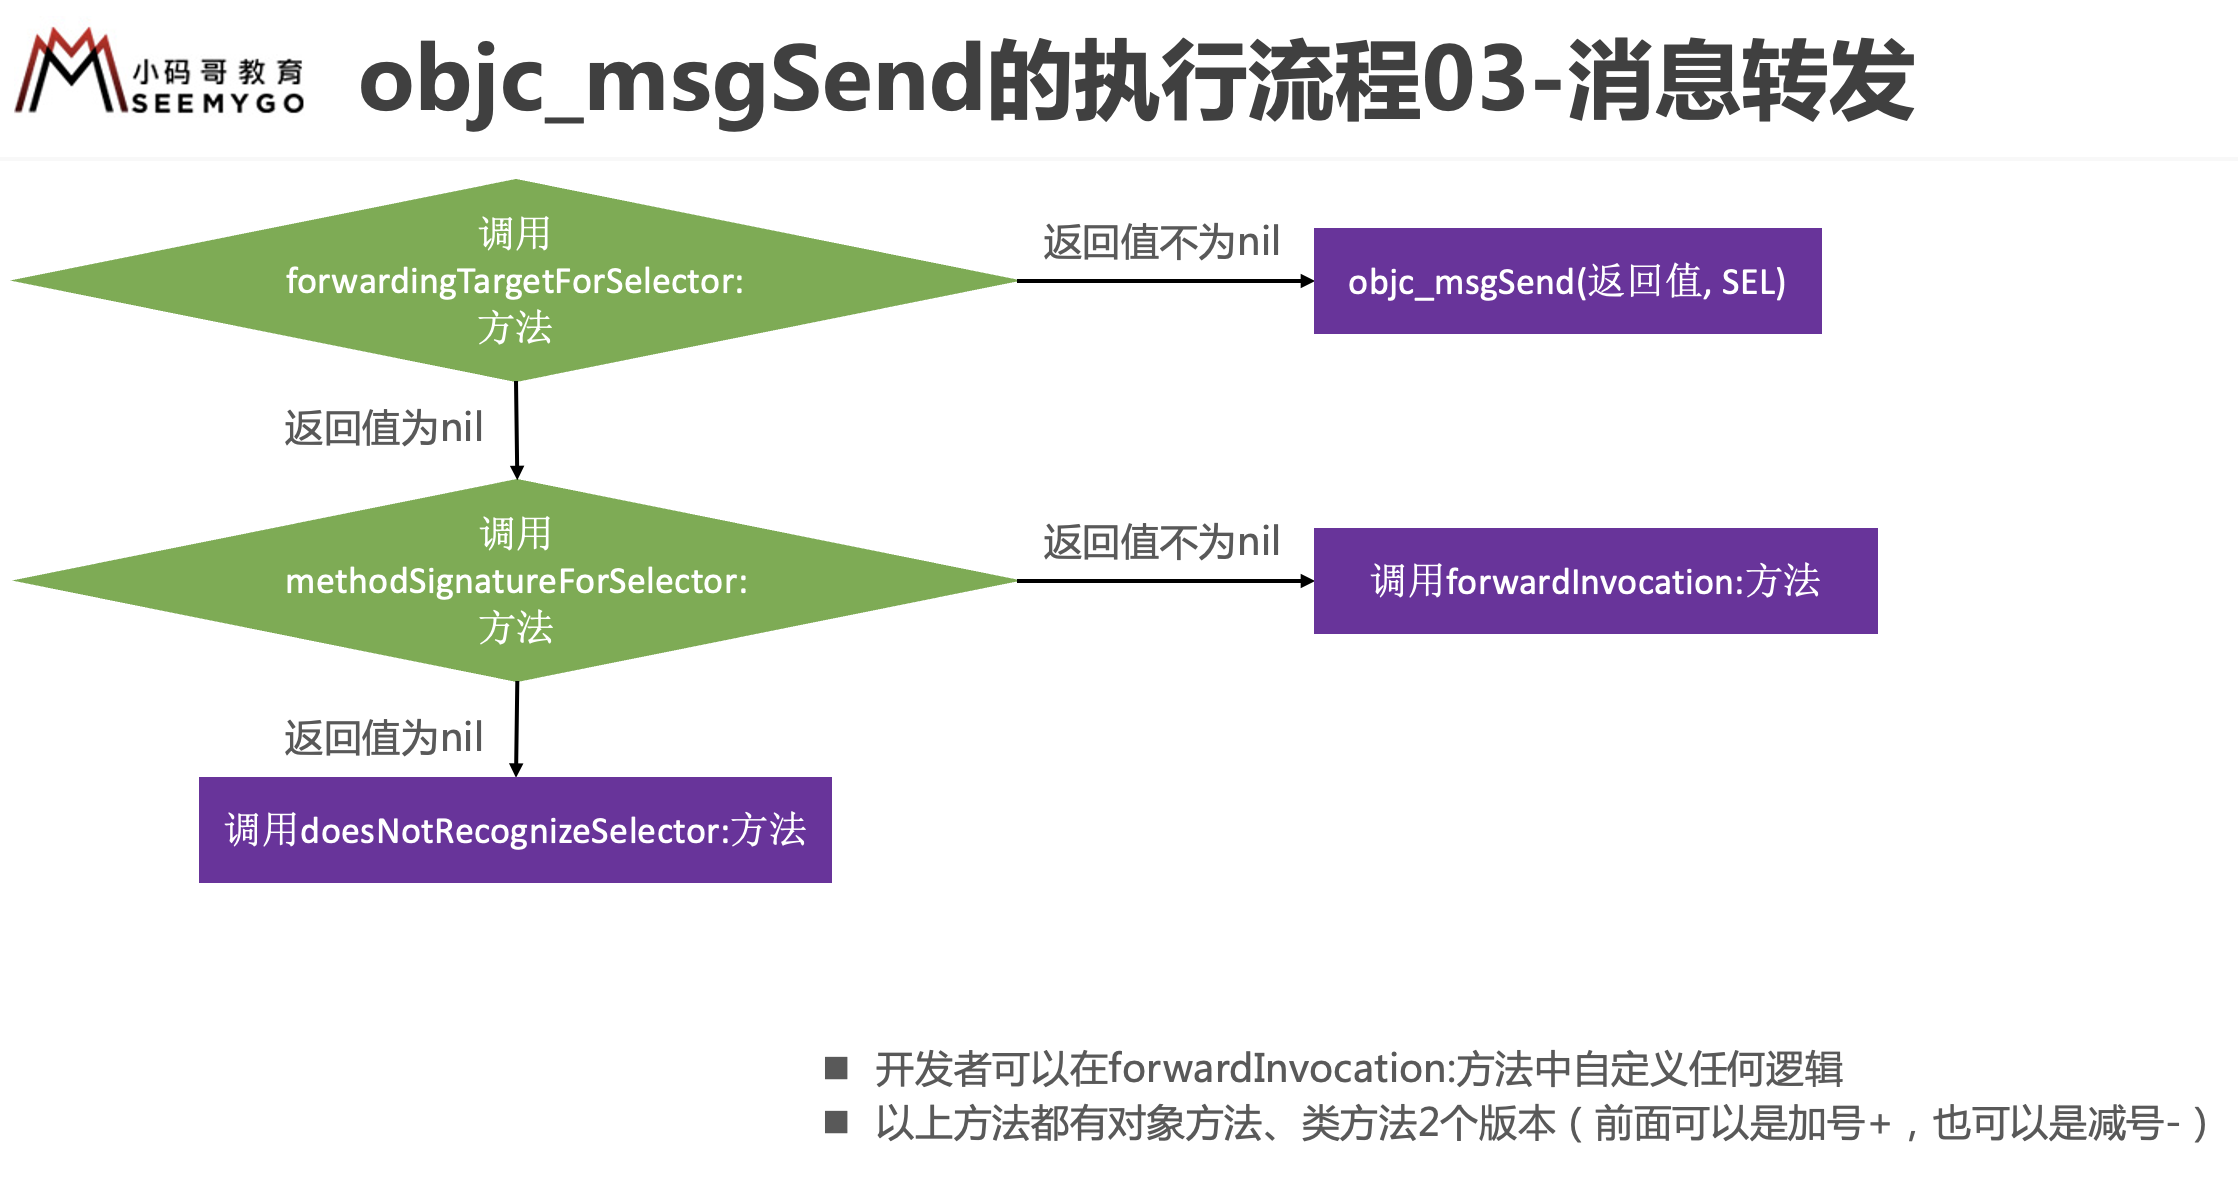 小码哥教育
SEEMYGO
objc_msgSend的执行流程03-消息转发
调用
forwardingTargetForSelector:
方法
返回值不为nil
objc_msgSend(返回值, SEL)
返回值为nil
调用
methodSignatureForSelector:
方法
返回值不为nil
调用forwardInvocation:方法
返回值为nil
调用doesNotRecognizeSelector:方法
■ 开发者可以在forwardInvocation:方法中自定义任何逻辑
■ 以上方法都有对象方法、类方法2个版本（前面可以是加号+，也可以是减号-）